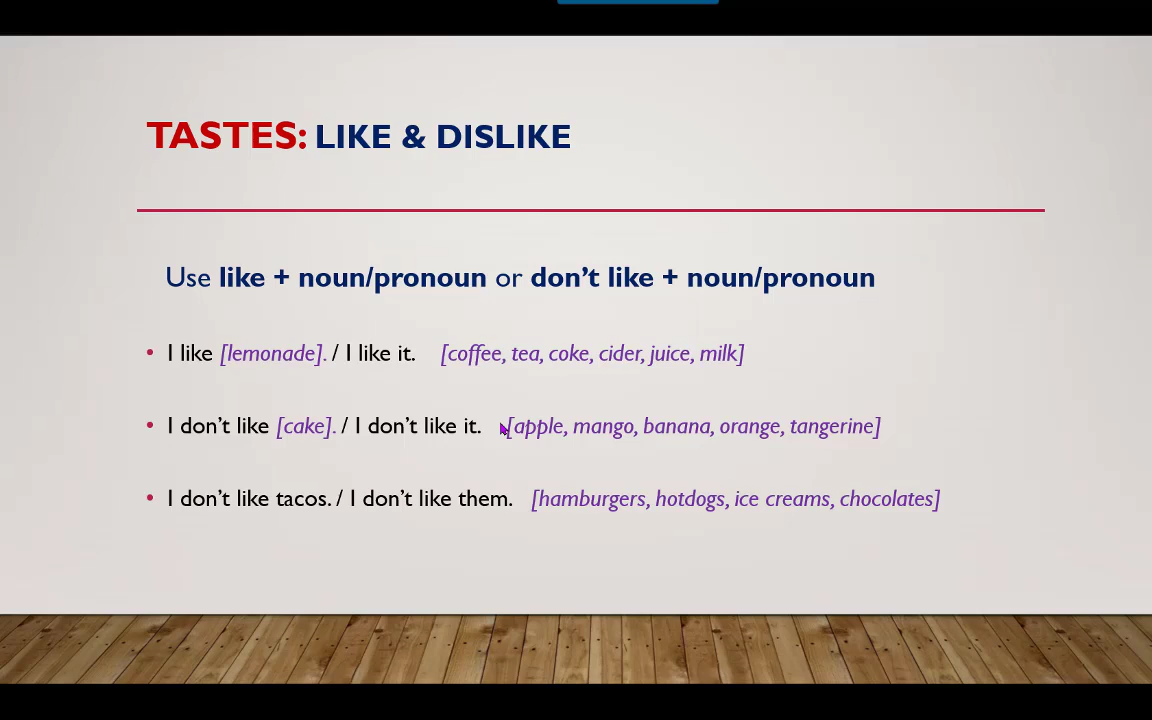 TASTES: LIKE & DISLIKE
Use like + noun/pronoun or don’t like + noun/pronoun
• I like [lemonade]. / I like it. [coffee, tea, coke, cider, juice, milk]
• I don’t like [cake]. / I don’t like it. [apple, mango, banana, orange, tangerine]
• I don’t like tacos. / I don’t like them. [hamburgers, hotdogs, ice creams, chocolates]